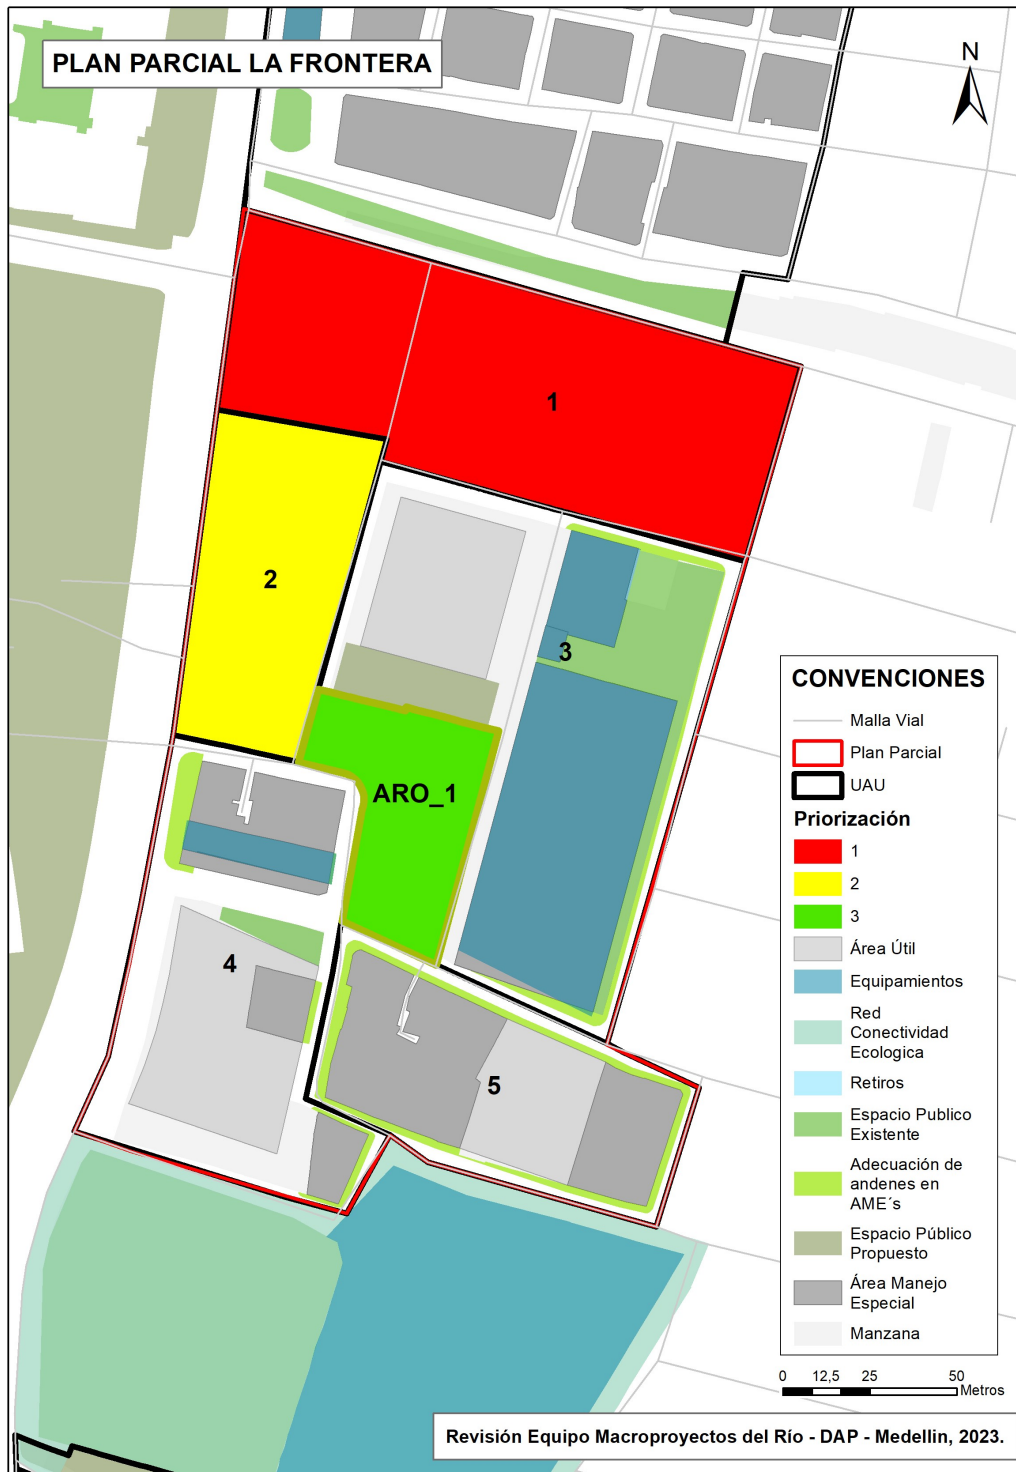 PLAN PARCIAL LA FRONTERA
N
1
2
3
ARO_1
4
5
CONVENCIONES
Malla Vial
Plan Parcial
UAU
Priorización
1
2
3
Área Útil
Equipamientos
Red
Conectividad
Ecologica
Retiros
Espacio Publico
Existente
Adecuación de
andenes en
AME´s
Espacio Público
Propuesto
Área Manejo
Especial
Manzana
0 12,5 25 50
Metros
Revisión Equipo Macroproyectos del Río - DAP - Medellin, 2023.